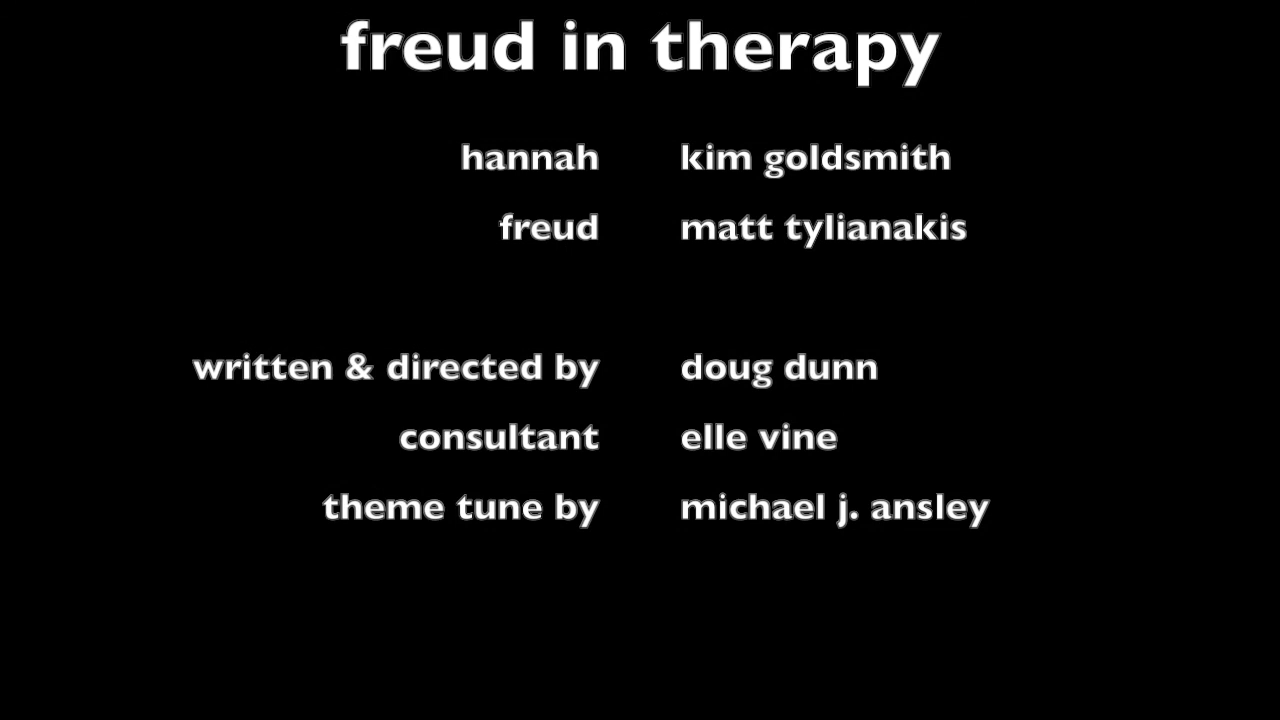 freud in therapy
hannah kim goldsmith
freud matt tylianakis
written & directed by doug dunn
consultant elle vine
theme tune by michael j. ansley